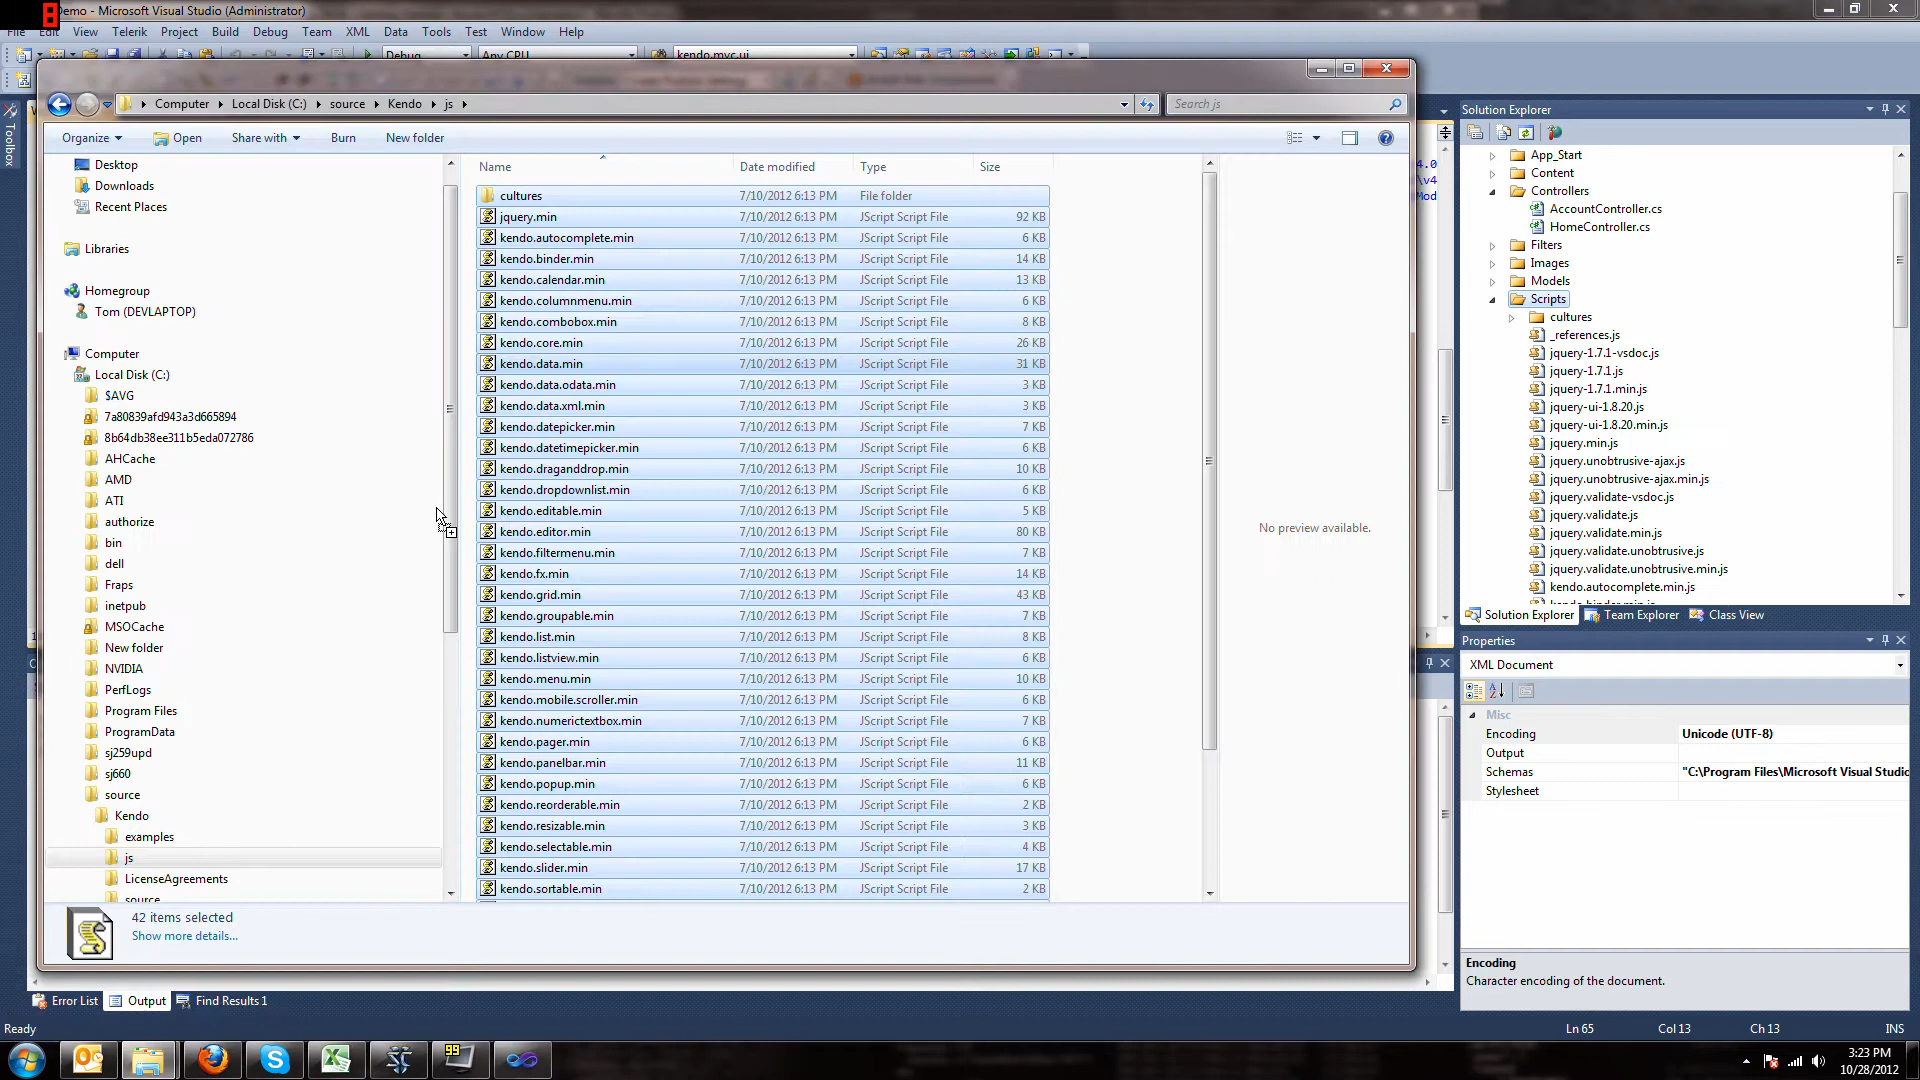 8
Demo - Microsoft Visual Studio (Administrator)
File Edit View Telerik Project Build Debug Team XML Data Tools Test Window Help
Debug Any CPU kendo.mvc.ui
Toolbox
Computer Local Disk (C:) source Kendo js
Search js
Organize Open Share with Burn New folder
Desktop
Downloads
Recent Places
Libraries
Homegroup
Tom (DEVLAPTOP)
Computer
Local Disk (C:)
$AVG
7a80839afd943a3d665894
8b64db38ee311b5eda072786
AHCache
AMD
ATI
authorize
bin
dell
Fraps
inetpub
MSOCache
New folder
NVIDIA
PerfLogs
Program Files
ProgramData
sj259upd
sj660
source
Kendo
examples
js
LicenseAgreements
source
Name Date modified Type Size
cultures 7/10/2012 6:13 PM File folder
jquery.min 7/10/2012 6:13 PM JScript Script File 92 KB
kendo.autocomplete.min 7/10/2012 6:13 PM JScript Script File 6 KB
kendo.binder.min 7/10/2012 6:13 PM JScript Script File 14 KB
kendo.calendar.min 7/10/2012 6:13 PM JScript Script File 13 KB
kendo.columnmenu.min 7/10/2012 6:13 PM JScript Script File 6 KB
kendo.combobox.min 7/10/2012 6:13 PM JScript Script File 8 KB
kendo.core.min 7/10/2012 6:13 PM JScript Script File 26 KB
kendo.data.min 7/10/2012 6:13 PM JScript Script File 31 KB
kendo.data.odata.min 7/10/2012 6:13 PM JScript Script File 3 KB
kendo.data.xml.min 7/10/2012 6:13 PM JScript Script File 3 KB
kendo.datepicker.min 7/10/2012 6:13 PM JScript Script File 7 KB
kendo.datetimepicker.min 7/10/2012 6:13 PM JScript Script File 6 KB
kendo.draganddrop.min 7/10/2012 6:13 PM JScript Script File 10 KB
kendo.dropdownlist.min 7/10/2012 6:13 PM JScript Script File 6 KB
kendo.editable.min 7/10/2012 6:13 PM JScript Script File 5 KB
kendo.editor.min 7/10/2012 6:13 PM JScript Script File 80 KB
kendo.filtermenu.min 7/10/2012 6:13 PM JScript Script File 7 KB
kendo.fx.min 7/10/2012 6:13 PM JScript Script File 14 KB
kendo.grid.min 7/10/2012 6:13 PM JScript Script File 43 KB
kendo.groupable.min 7/10/2012 6:13 PM JScript Script File 7 KB
kendo.list.min 7/10/2012 6:13 PM JScript Script File 8 KB
kendo.listview.min 7/10/2012 6:13 PM JScript Script File 6 KB
kendo.menu.min 7/10/2012 6:13 PM JScript Script File 10 KB
kendo.mobile.scroller.min 7/10/2012 6:13 PM JScript Script File 6 KB
kendo.numerictextbox.min 7/10/2012 6:13 PM JScript Script File 7 KB
kendo.pager.min 7/10/2012 6:13 PM JScript Script File 6 KB
kendo.panelbar.min 7/10/2012 6:13 PM JScript Script File 11 KB
kendo.popup.min 7/10/2012 6:13 PM JScript Script File 6 KB
kendo.reorderable.min 7/10/2012 6:13 PM JScript Script File 2 KB
kendo.resizable.min 7/10/2012 6:13 PM JScript Script File 3 KB
kendo.selectable.min 7/10/2012 6:13 PM JScript Script File 4 KB
kendo.slider.min 7/10/2012 6:13 PM JScript Script File 17 KB
kendo.sortable.min 7/10/2012 6:13 PM JScript Script File 2 KB
No preview available.
42 items selected
Show more details...
4.0
\v4
Mod
Solution Explorer
App_Start
Content
Controllers
AccountController.cs
HomeController.cs
Filters
Images
Models
Scripts
cultures
_references.js
jquery-1.7.1-vsdoc.js
jquery-1.7.1.js
jquery-1.7.1.min.js
jquery-ui-1.8.20.js
jquery-ui-1.8.20.min.js
jquery.min.js
jquery.unobtrusive-ajax.js
jquery.unobtrusive-ajax.min.js
jquery.validate-vsdoc.js
jquery.validate.js
jquery.validate.min.js
jquery.validate.unobtrusive.js
jquery.validate.unobtrusive.min.js
kendo.autocomplete.min.js
kendo.binder.min.js
Solution Explorer Team Explorer Class View
Properties
XML Document
Misc
Encoding Unicode (UTF-8)
Output
Schemas "C:\Program Files\Microsoft Visual Studio
Stylesheet
Encoding
Character encoding of the document.
Error List Output Find Results 1
Ready Ln 65 Col 13 Ch 13 INS
99
3:23 PM
10/28/2012